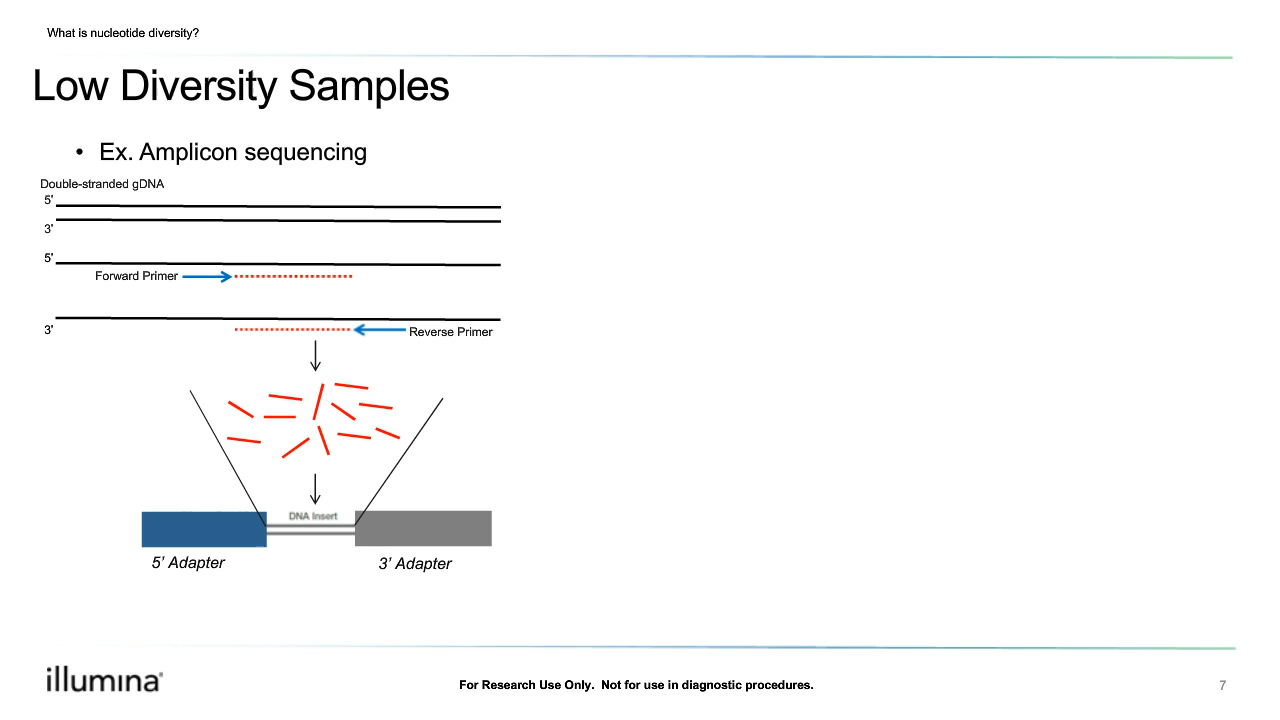 What is nucleotide diversity?
Low Diversity Samples
• Ex. Amplicon sequencing
Double-stranded gDNA
5'
3'
5'
Forward Primer
3'
Reverse Primer
DNA Insert
5' Adapter
3' Adapter
illumina®
For Research Use Only. Not for use in diagnostic procedures.
7